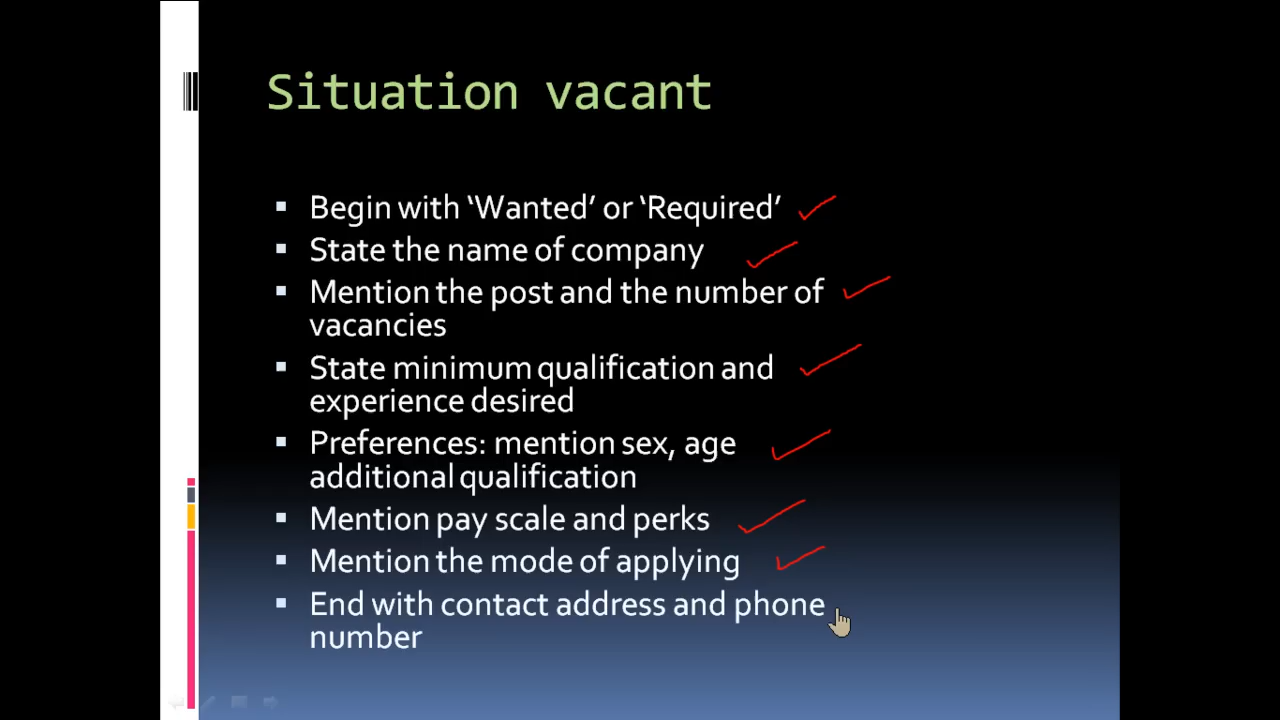 Situation vacant
Begin with ‘Wanted’ or ‘Required’
State the name of company
Mention the post and the number of
vacancies
State minimum qualification and
experience desired
Preferences: mention sex, age
additional qualification
Mention pay scale and perks
Mention the mode of applying
End with contact address and phone
number